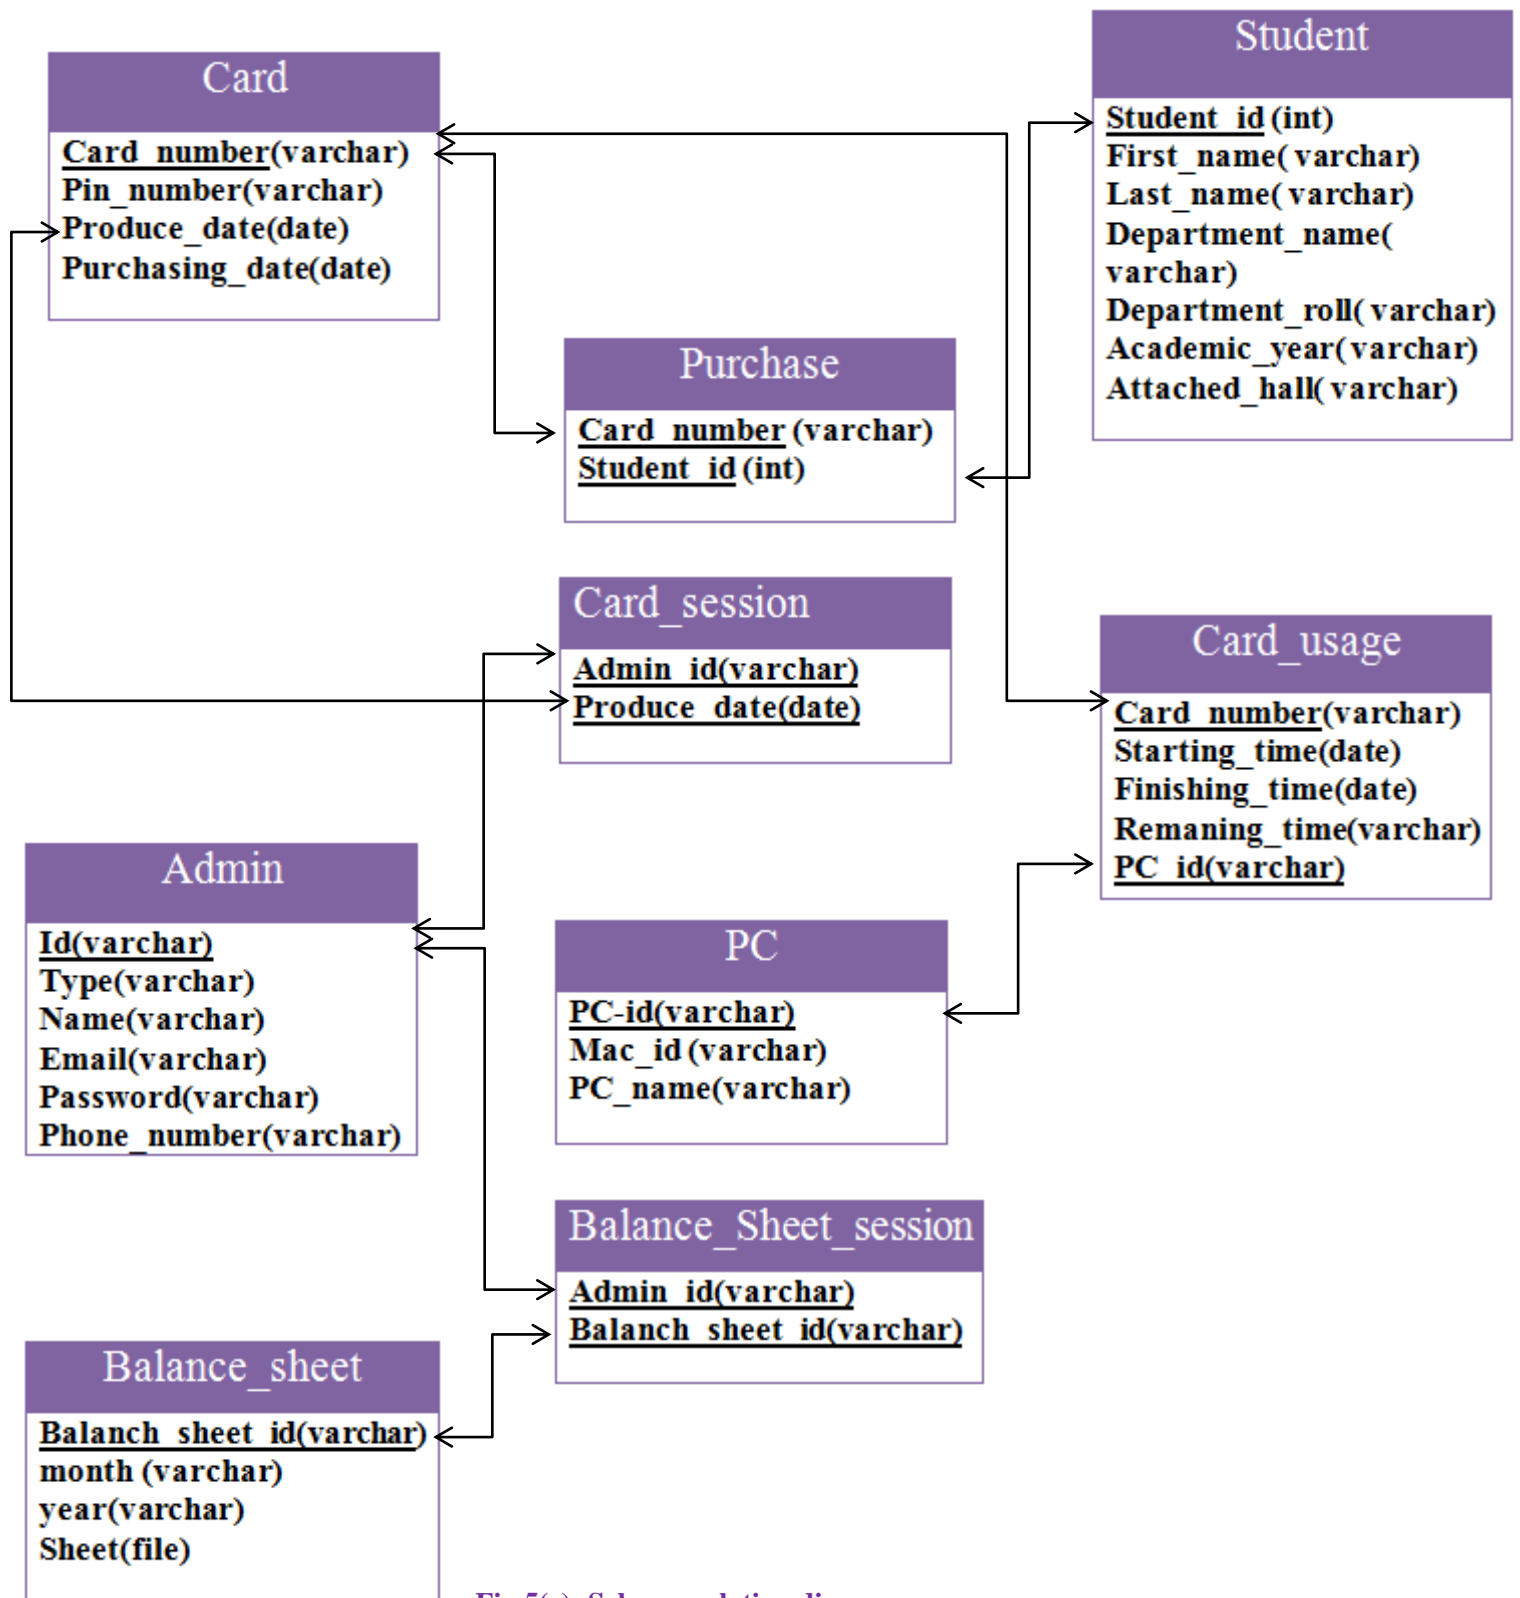 Card
Card_number(varchar)
Pin_number(varchar)
Produce_date(date)
Purchasing_date(date)
Student
Student_id (int)
First_name( varchar)
Last_name( varchar)
Department_name(
varchar)
Department_roll( varchar)
Academic_year( varchar)
Attached_hall( varchar)
Purchase
Card_number (varchar)
Student_id (int)
Card_session
Admin_id(varchar)
Produce_date(date)
Card_usage
Card_number(varchar)
Starting_time(date)
Finishing_time(date)
Remaning_time(varchar)
PC_id(varchar)
Admin
Id(varchar)
Type(varchar)
Name(varchar)
Email(varchar)
Password(varchar)
Phone_number(varchar)
PC
PC-id(varchar)
Mac_id (varchar)
PC_name(varchar)
Balance_Sheet_session
Admin_id(varchar)
Balanch_sheet_id(varchar)
Balance_sheet
Balanch_sheet_id(varchar)
month (varchar)
year(varchar)
Sheet(file)